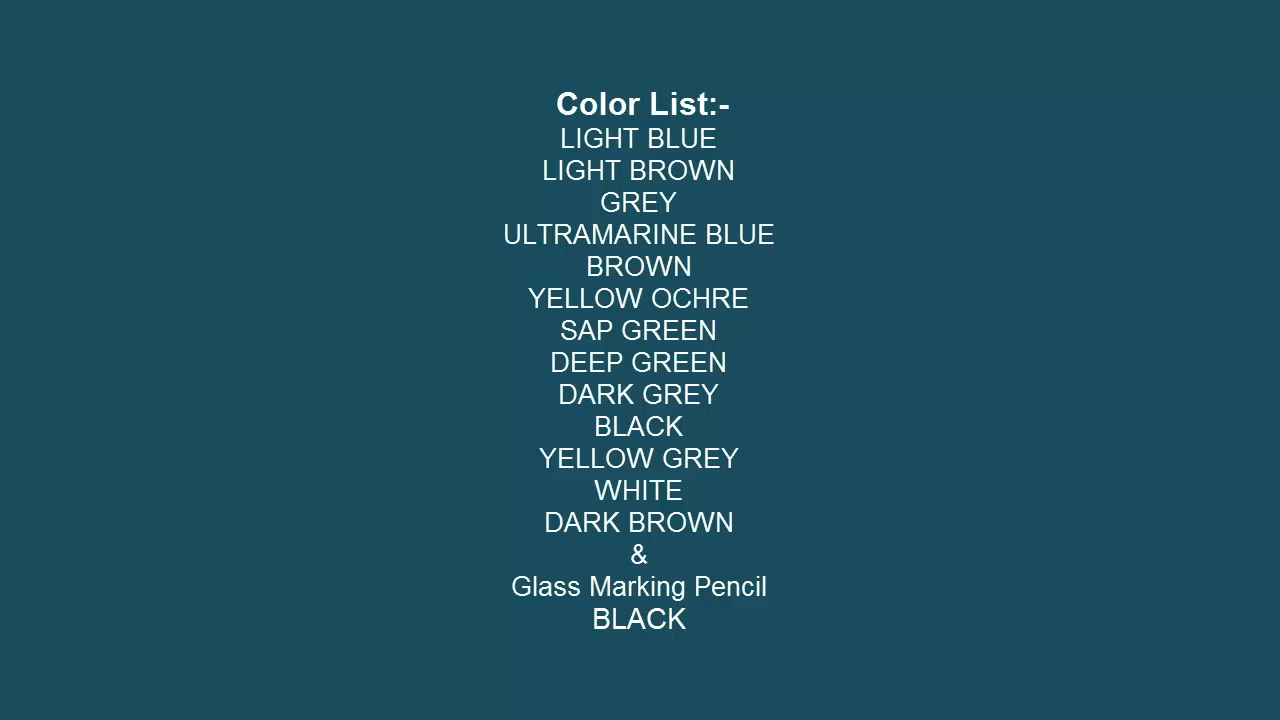 Color List:-
LIGHT BLUE
LIGHT BROWN
GREY
ULTRAMARINE BLUE
BROWN
YELLOW OCHRE
SAP GREEN
DEEP GREEN
DARK GREY
BLACK
YELLOW GREY
WHITE
DARK BROWN
&
Glass Marking Pencil
BLACK